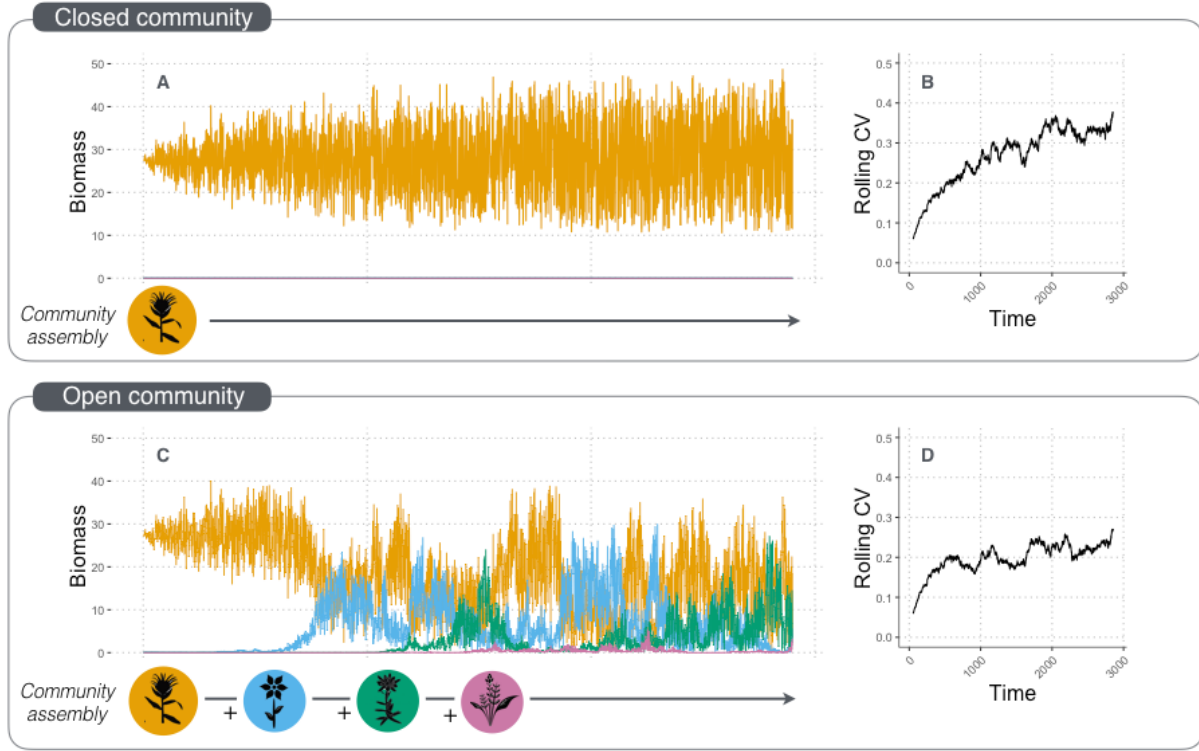 Closed community
A
50
40
30
20
10
0
Biomass
Community
assembly
B
0.5
0.4
0.3
0.2
0.1
0.0
Rolling CV
0
1000
2000
3000
Time
Open community
C
50
40
30
20
10
0
Biomass
Community
assembly
+
+
+
D
0.5
0.4
0.3
0.2
0.1
0.0
Rolling CV
0
1000
2000
3000
Time